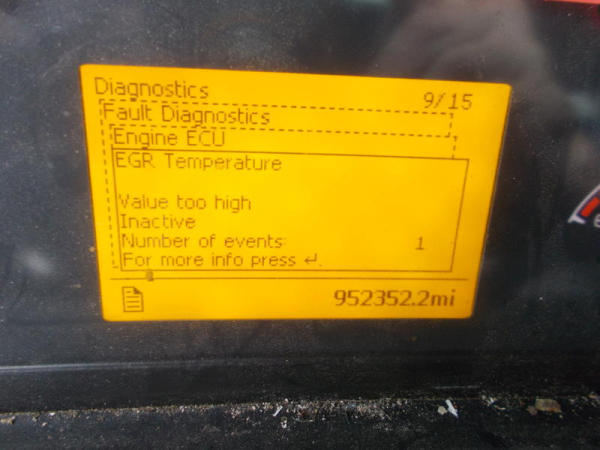 Diagnostics 9/15
Fault Diagnostics
Engine ECU
EGR Temperature
Value too high
Inactive
Number of events: 1
For more info press ↵.
952352.2mi